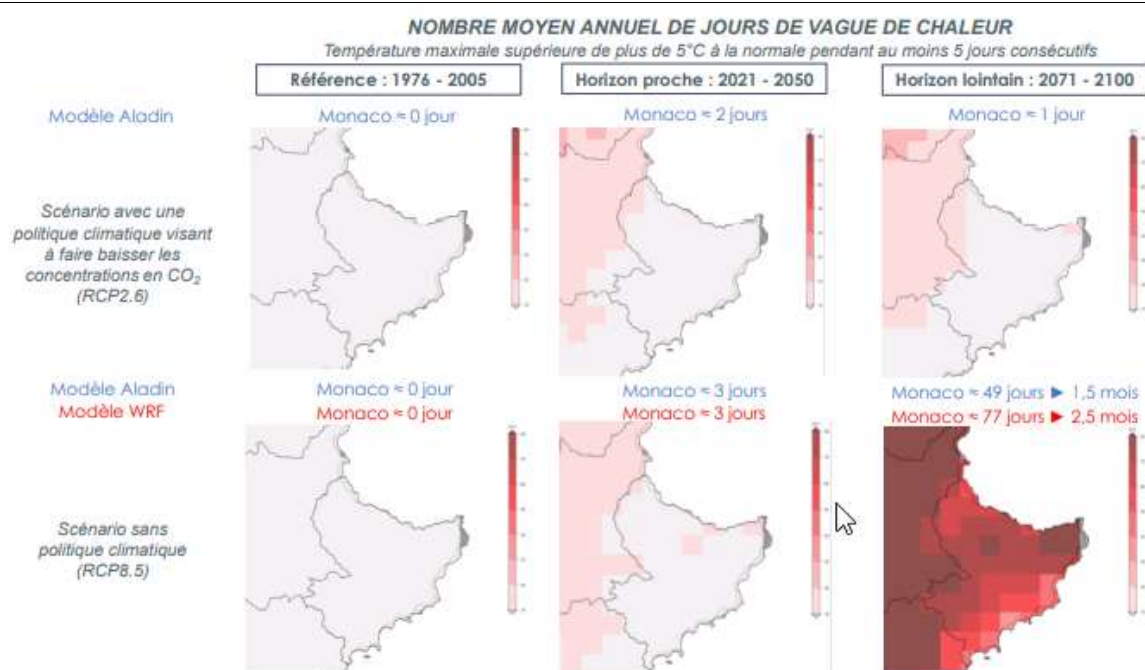 NOMBRE MOYEN ANNUEL DE JOURS DE VAGUE DE CHALEUR
Température maximale supérieure de plus de 5°C à la normale pendant au moins 5 jours consécutifs
Référence : 1976 - 2005
Horizon proche : 2021 - 2050
Horizon lointain : 2071 - 2100
Modèle Aladin
Monaco ≈ 0 jour
Monaco ≈ 2 jours
Monaco ≈ 1 jour
Scénario avec une
politique climatique visant
à faire baisser les
concentrations en CO₂
(RCP2.6)
Modèle Aladin
Modèle WRF
Monaco ≈ 0 jour
Monaco ≈ 0 jour
Monaco ≈ 3 jours
Monaco ≈ 3 jours
Monaco ≈ 49 jours ► 1,5 mois
Monaco ≈ 77 jours ► 2,5 mois
Scénario sans
politique climatique
(RCP8.5)